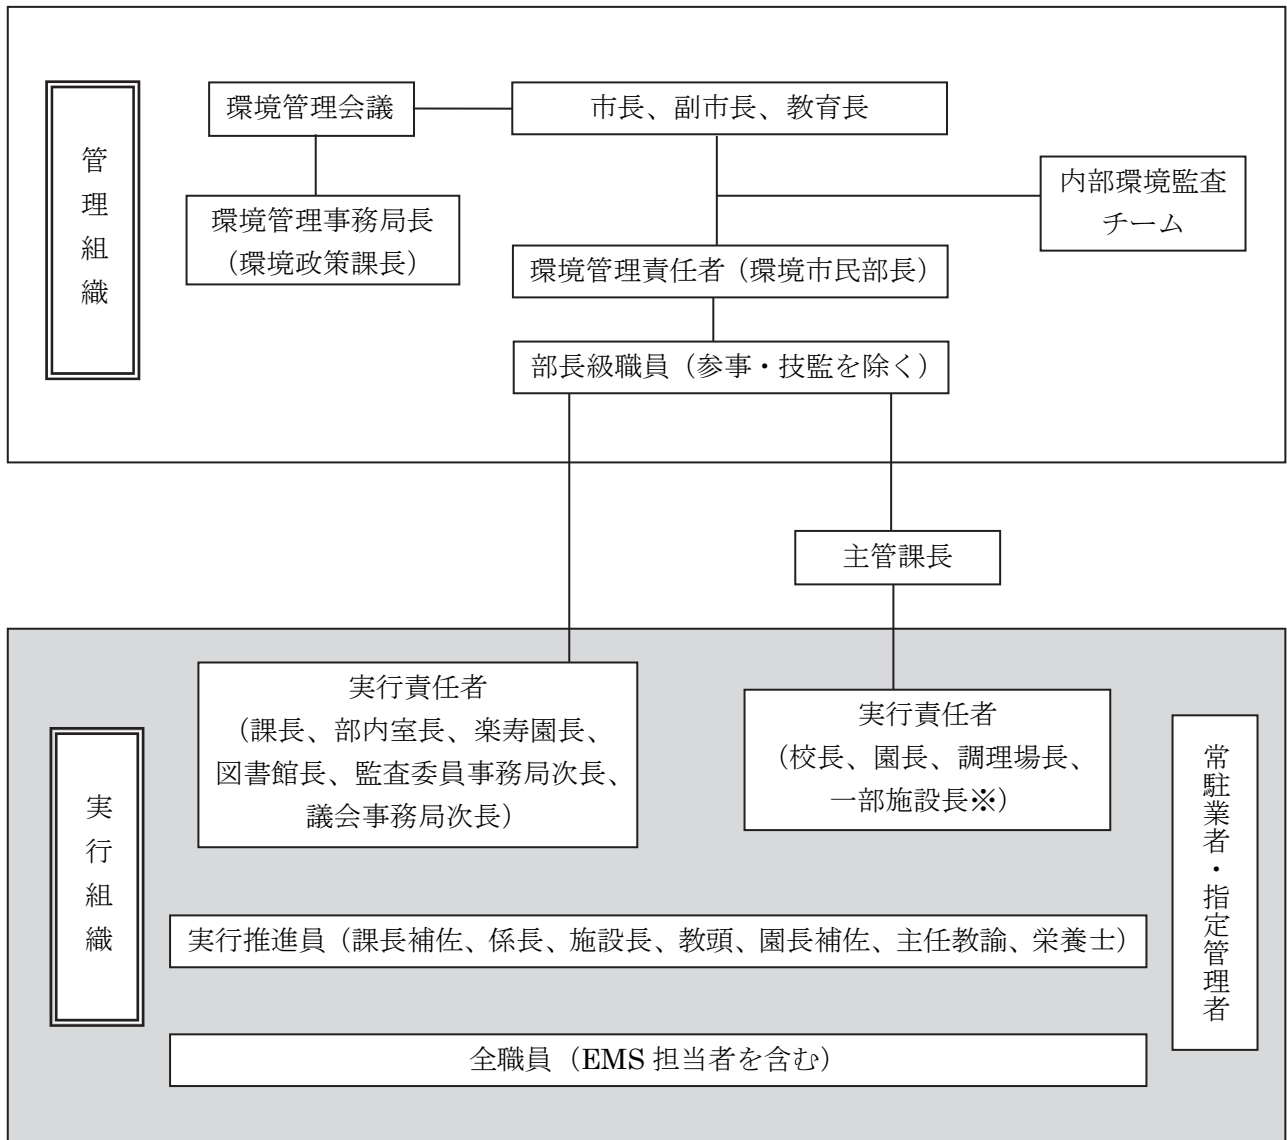 管理組織
環境管理会議
市長、副市長、教育長
環境管理事務局長
（環境政策課長）
内部環境監査
チーム
環境管理責任者（環境市民部長）
部長級職員（参事・技監を除く）
主管課長
実行組織
実行責任者
（課長、部内室長、楽寿園長、
図書館長、監査委員事務局次長、
議会事務局次長）
実行責任者
（校長、園長、調理場長、
一部施設長※）
常駐業者・指定管理者
実行推進員（課長補佐、係長、施設長、教頭、園長補佐、主任教諭、栄養士）
全職員（EMS 担当者を含む）